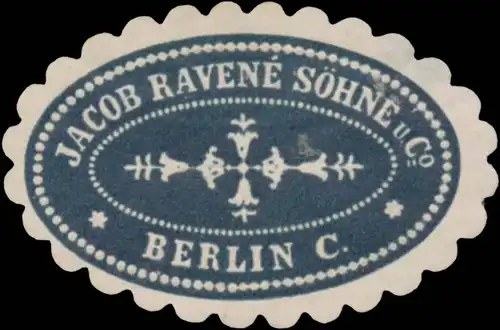 JACOB RAVENÉ SÖHNE U. Co.
BERLIN C.